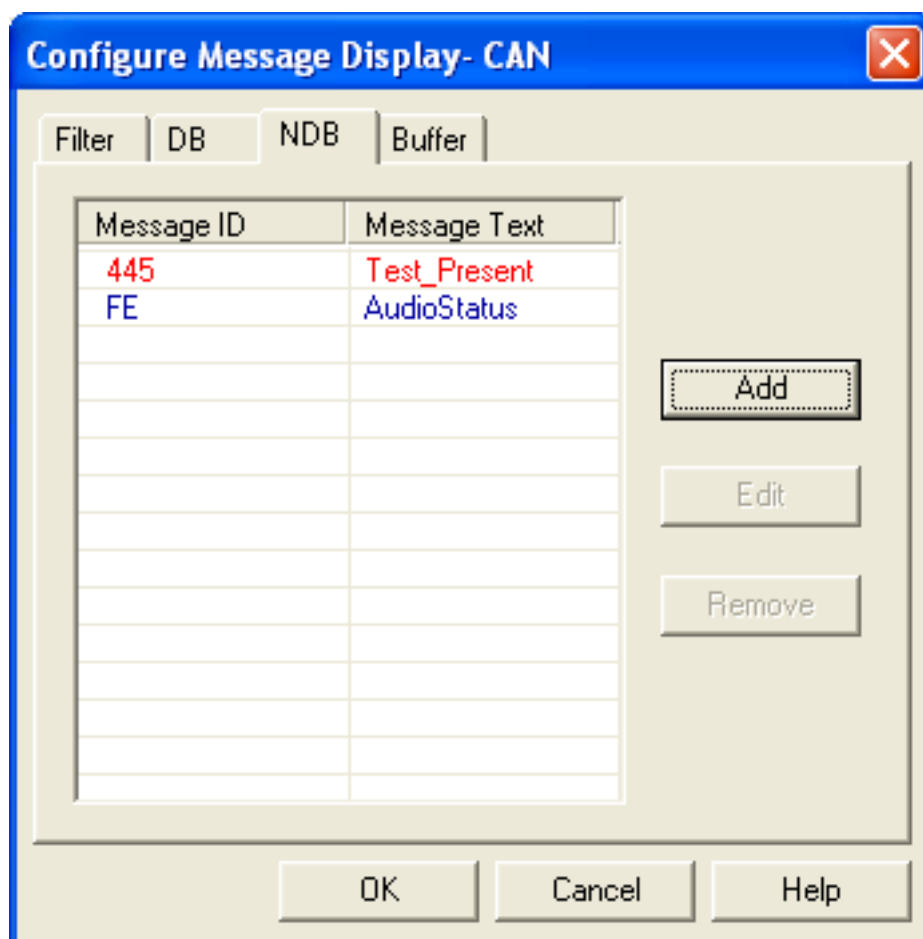 Configure Message Display- CAN
Filter DB NDB Buffer
Message ID Message Text
445 Test_Present
FE AudioStatus
Add
Edit
Remove
OK Cancel Help